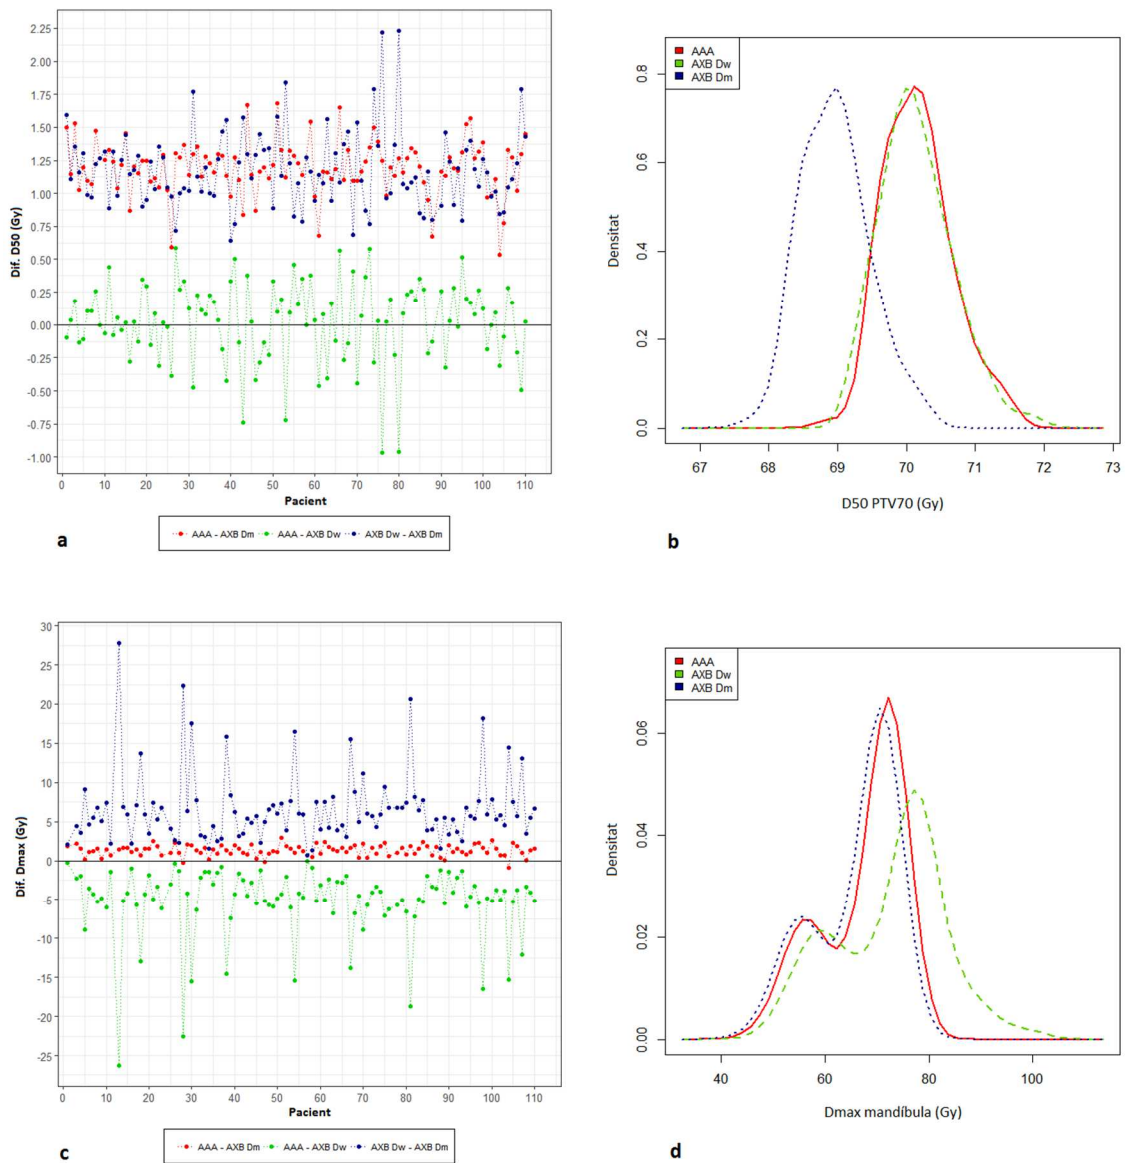 2.25
2.00
1.75
1.50
1.25
1.00
0.75
0.50
0.25
0.00
-0.25
-0.50
-0.75
-1.00
Dif. D50 (Gy)
0 10 20 30 40 50 60 70 80 90 100 110
Pacient
AAA - AXB Dm AAA - AXB Dw AXB Dw - AXB Dm
a
AAA
AXB Dw
AXB Dm
0.8
0.6
0.4
0.2
0.0
Densitat
67 68 69 70 71 72 73
D50 PTV70 (Gy)
b
30
25
20
15
10
5
0
-5
-10
-15
-20
-25
Dif. Dmax (Gy)
0 10 20 30 40 50 60 70 80 90 100 110
Pacient
AAA - AXB Dm AAA - AXB Dw AXB Dw - AXB Dm
c
AAA
AXB Dw
AXB Dm
0.06
0.04
0.02
0.00
Densitat
40 60 80 100
Dmax mandíbula (Gy)
d